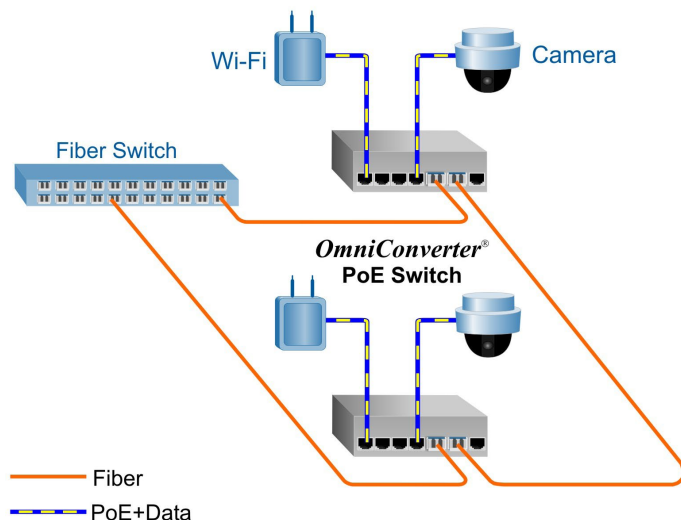 Wi-Fi
Camera
Fiber Switch
OmniConverter®
PoE Switch
Fiber
PoE+Data